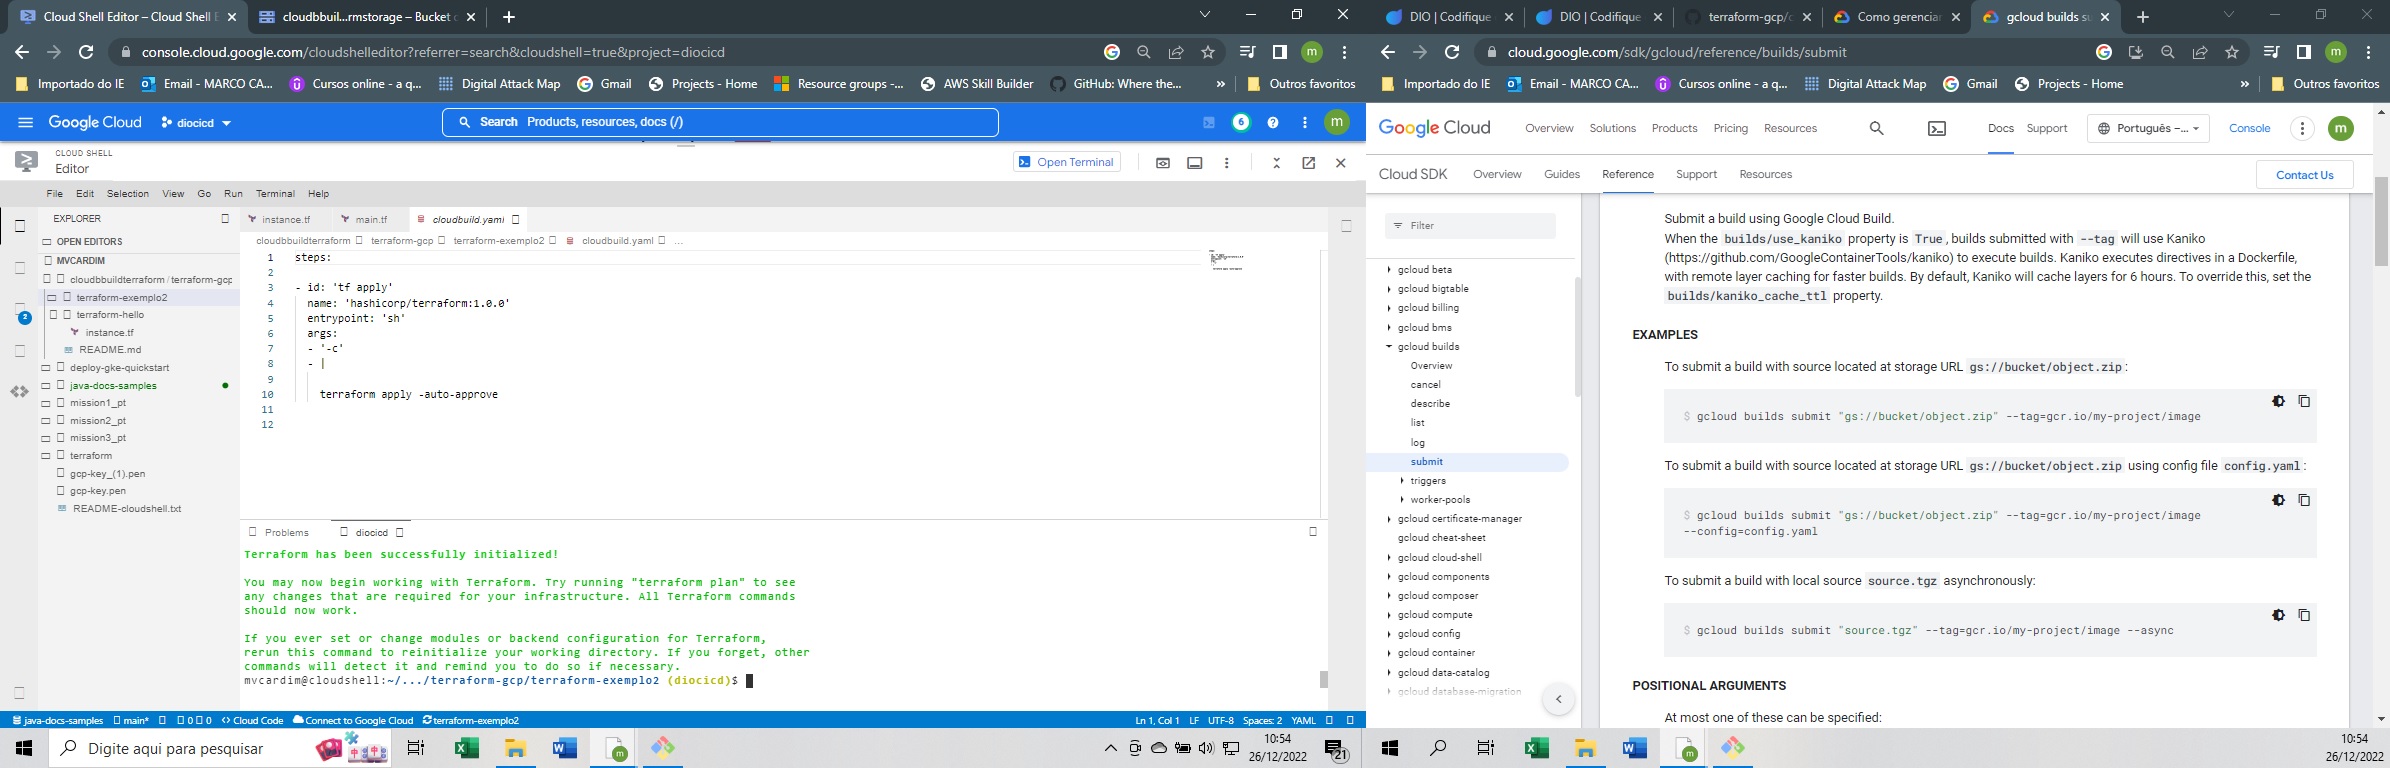 Cloud Shell Editor – Cloud Shell E
cloudbbuil...rmstorage – Bucket d
console.cloud.google.com/cloudshelleditor?referrer=search&cloudshell=true&project=diocicd
m
Importado do IE
Email - MARCO CA...
Cursos online - a q...
Digital Attack Map
Gmail
Projects - Home
Resource groups -...
AWS Skill Builder
GitHub: Where the...
»
Outros favoritos
Google Cloud
diocicd
Search Products, resources, docs (/)
6
m
CLOUD SHELL
Editor
Open Terminal
File Edit Selection View Go Run Terminal Help
EXPLORER
OPEN EDITORS
MVCARDIM
cloudbbuildterraform / terraform-gcp
terraform-exemplo2
terraform-hello
instance.tf
README.md
deploy-gke-quickstart
java-docs-samples
mission1_pt
mission2_pt
mission3_pt
terraform
gcp-key_(1).pen
gcp-key.pen
README-cloudshell.txt
2
instance.tf
main.tf
cloudbuild.yaml
cloudbbuildterraform terraform-gcp terraform-exemplo2 cloudbuild.yaml ...
1 steps:
2
3 - id: 'tf apply'
4 name: 'hashicorp/terraform:1.0.0'
5 entrypoint: 'sh'
6 args:
7 - '-c'
8 - |
9
10 terraform apply -auto-approve
11
12
Problems
diocicd
Terraform has been successfully initialized!
You may now begin working with Terraform. Try running "terraform plan" to see
any changes that are required for your infrastructure. All Terraform commands
should now work.
If you ever set or change modules or backend configuration for Terraform,
rerun this command to reinitialize your working directory. If you forget, other
commands will detect it and remind you to do so if necessary.
mvcardim@cloudshell:~/.../terraform-gcp/terraform-exemplo2 (diocicd)$
java-docs-samples main* 0 0 Cloud Code Connect to Google Cloud terraform-exemplo2
Ln 1, Col 1 LF UTF-8 Spaces: 2 YAML
Digite aqui para pesquisar
10:54
26/12/2022
21
DIO | Codifique
DIO | Codifique
terraform-gcp/c
Como gerenciar
gcloud builds su
cloud.google.com/sdk/gcloud/reference/builds/submit
m
Importado do IE
Email - MARCO CA...
Cursos online - a q...
Digital Attack Map
Gmail
Projects - Home
»
Outros favoritos
Google Cloud
Overview Solutions Products Pricing Resources
Docs Support
Português –...
Console
m
Cloud SDK
Overview Guides Reference Support Resources
Contact Us
Filter
gcloud beta
gcloud bigtable
gcloud billing
gcloud bms
gcloud builds
Overview
cancel
describe
list
log
submit
triggers
worker-pools
gcloud certificate-manager
gcloud cheat-sheet
gcloud cloud-shell
gcloud components
gcloud composer
gcloud compute
gcloud config
gcloud container
gcloud data-catalog
gcloud database-migration
Submit a build using Google Cloud Build.
When the builds/use_kaniko property is True, builds submitted with --tag will use Kaniko
(https://github.com/GoogleContainerTools/kaniko) to execute builds. Kaniko executes directives in a Dockerfile,
with remote layer caching for faster builds. By default, Kaniko will cache layers for 6 hours. To override this, set the
builds/kaniko_cache_ttl property.
EXAMPLES
To submit a build with source located at storage URL gs://bucket/object.zip:
$ gcloud builds submit "gs://bucket/object.zip" --tag=gcr.io/my-project/image
To submit a build with source located at storage URL gs://bucket/object.zip using config file config.yaml:
$ gcloud builds submit "gs://bucket/object.zip" --tag=gcr.io/my-project/image
--config=config.yaml
To submit a build with local source source.tgz asynchronously:
$ gcloud builds submit "source.tgz" --tag=gcr.io/my-project/image --async
POSITIONAL ARGUMENTS
At most one of these can be specified:
10:54
26/12/2022